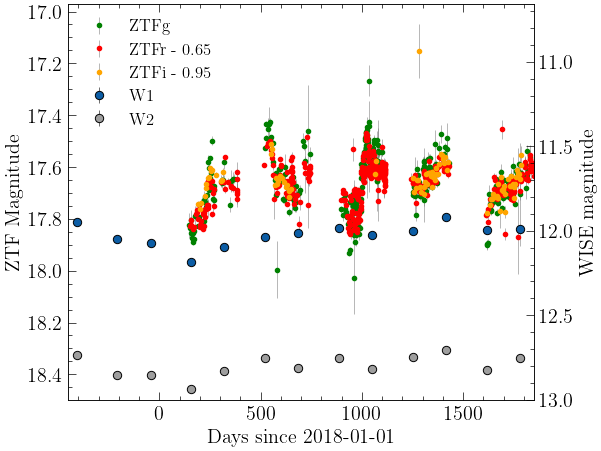 ZTFg
ZTFr - 0.65
ZTFi - 0.95
W1
W2
17.0
17.2
17.4
17.6
17.8
18.0
18.2
18.4
ZTF Magnitude
11.0
11.5
12.0
12.5
13.0
WISE magnitude
0 500 1000 1500
Days since 2018-01-01